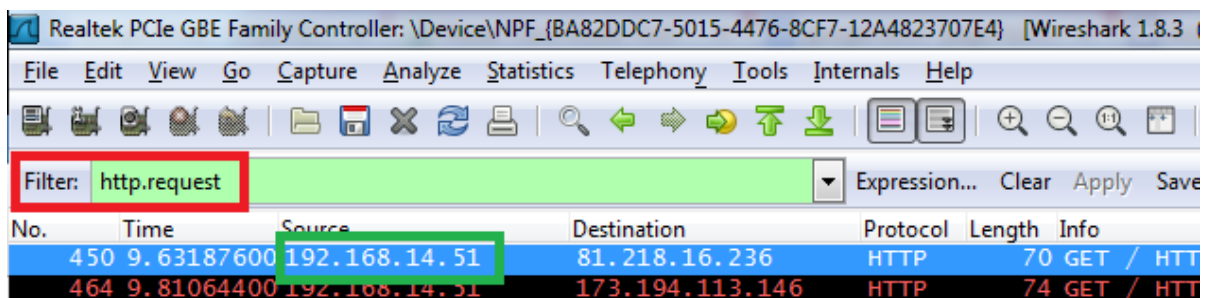 Realtek PCIe GBE Family Controller: \Device\NPF_{BA82DDC7-5015-4476-8CF7-12A4823707E4} [Wireshark 1.8.3 (
File Edit View Go Capture Analyze Statistics Telephony Tools Internals Help
Filter: http.request Expression... Clear Apply Save
No. Time Source Destination Protocol Length Info
450 9.63187600 192.168.14.51 81.218.16.236 HTTP 70 GET / HTT
464 9.81064400 192.168.14.51 173.194.113.146 HTTP 74 GET / HTT